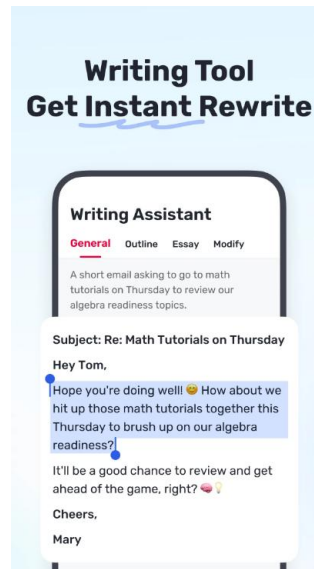 Writing Tool
Get Instant Rewrite
Writing Assistant
General Outline Essay Modify
A short email asking to go to math
tutorials on Thursday to review our
algebra readiness topics.
Subject: Re: Math Tutorials on Thursday
Hey Tom,
Hope you're doing well! 😊 How about we
hit up those math tutorials together this
Thursday to brush up on our algebra
readiness?
It'll be a good chance to review and get
ahead of the game, right? 🧠💡
Cheers,
Mary